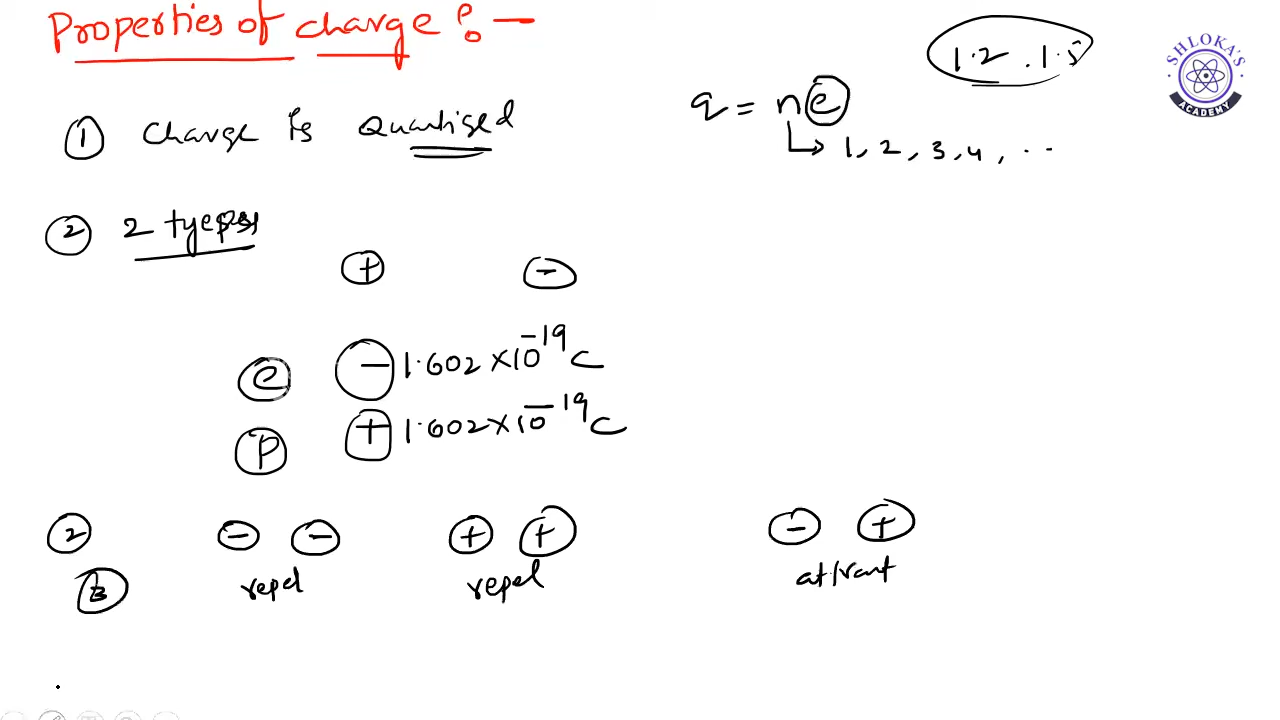 Properties of charge :-
1.2 . 1.5
SHLOKA'S
ACADEMY
① Charge is Quantised
q = ne
↳ 1, 2, 3, 4, ...
② 2 tyepes
+ -
e - 1.602 × 10⁻¹⁹ C
p + 1.602 × 10⁻¹⁹ C
② - - + + - +
③ repel repel attract